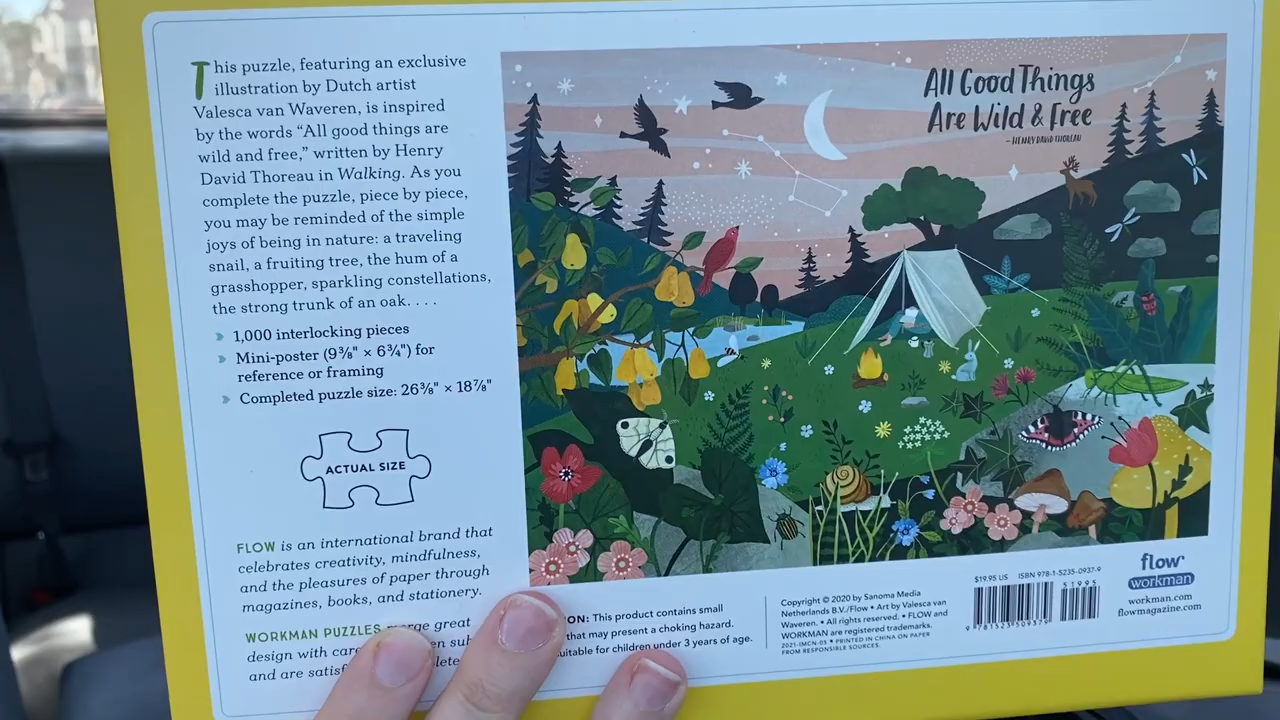 This puzzle, featuring an exclusive
illustration by Dutch artist
Valesca van Waveren, is inspired
by the words “All good things are
wild and free,” written by Henry
David Thoreau in Walking. As you
complete the puzzle, piece by piece,
you may be reminded of the simple
joys of being in nature: a traveling
snail, a fruiting tree, the hum of a
grasshopper, sparkling constellations,
the strong trunk of an oak. . . .
1,000 interlocking pieces
Mini-poster (9⅜" × 6¾") for
reference or framing
Completed puzzle size: 26⅜" × 18⅞"
ACTUAL SIZE
FLOW is an international brand that
celebrates creativity, mindfulness,
and the pleasures of paper through
magazines, books, and stationery.
WORKMAN PUZZLES great
design with
and are
All Good Things
Are Wild & Free
– HENRY DAVID THOREAU
ON: This product contains small
that may present a choking hazard.
uitable for children under 3 years of age.
Copyright © 2020 by Sanoma Media
Netherlands B.V./Flow • Art by Valesca van
Waveren. • All rights reserved. • FLOW and
WORKMAN are registered trademarks.
2021-IMCN-05 • PRINTED IN CHINA ON PAPER
FROM RESPONSIBLE SOURCES.
$19.95 US ISBN 978-1-5235-0937-9
51995
9 781523 509379
flow
workman
workman.com
flowmagazine.com